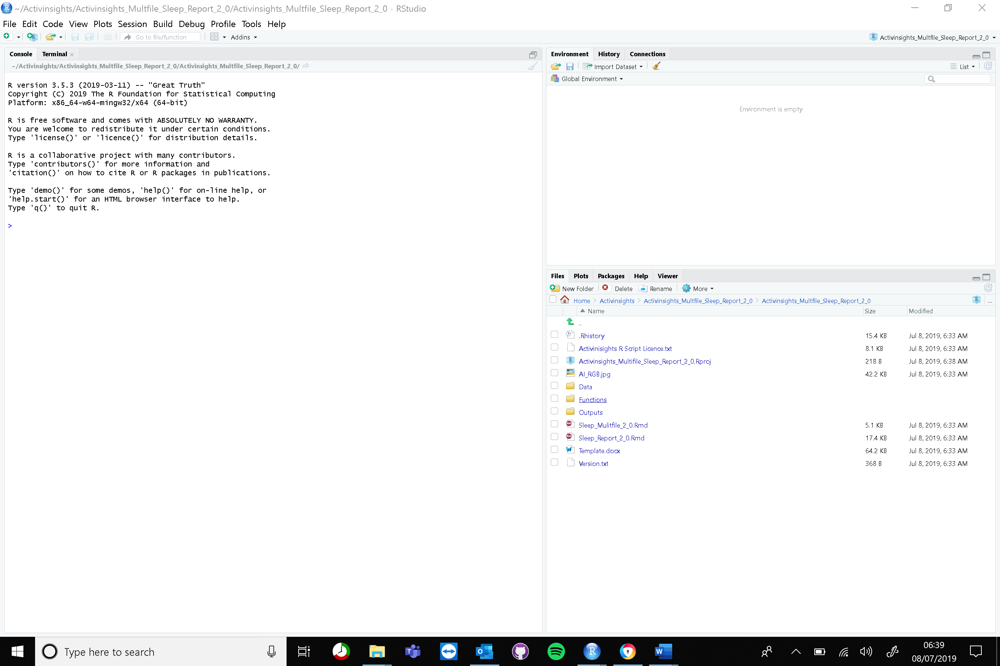 ~/Activinsights/Activinsights_Multfile_Sleep_Report_2_0/Activinsights_Multfile_Sleep_Report_2_0 - RStudio
File Edit Code View Plots Session Build Debug Profile Tools Help
Go to file/function Addins Activinsights_Multfile_Sleep_Report_2_0
Console Terminal
~/Activinsights/Activinsights_Multfile_Sleep_Report_2_0/Activinsights_Multfile_Sleep_Report_2_0/
R version 3.5.3 (2019-03-11) -- "Great Truth"
Copyright (C) 2019 The R Foundation for Statistical Computing
Platform: x86_64-w64-mingw32/x64 (64-bit)
R is free software and comes with ABSOLUTELY NO WARRANTY.
You are welcome to redistribute it under certain conditions.
Type 'license()' or 'licence()' for distribution details.
R is a collaborative project with many contributors.
Type 'contributors()' for more information and
'citation()' on how to cite R or R packages in publications.
Type 'demo()' for some demos, 'help()' for on-line help, or
'help.start()' for an HTML browser interface to help.
Type 'q()' to quit R.
>
Environment History Connections
Import Dataset List
Global Environment
Environment is empty
Files Plots Packages Help Viewer
New Folder Delete Rename More
Home Activinsights Activinsights_Multfile_Sleep_Report_2_0 Activinsights_Multfile_Sleep_Report_2_0 ...
Name Size Modified
..
.Rhistory 15.4 KB Jul 8, 2019, 6:33 AM
Activinisights R Script Licence.txt 8.1 KB Jul 8, 2019, 6:33 AM
Activinsights_Multifile_Sleep_Report_2_0.Rproj 218 B Jul 8, 2019, 6:38 AM
AI_RGB.jpg 42.2 KB Jul 8, 2019, 6:33 AM
Data
Functions
Outputs
Sleep_Mulitfile_2_0.Rmd 5.1 KB Jul 8, 2019, 6:33 AM
Sleep_Report_2_0.Rmd 17.4 KB Jul 8, 2019, 6:33 AM
Template.docx 64.2 KB Jul 8, 2019, 6:33 AM
Version.txt 368 B Jul 8, 2019, 6:33 AM
Type here to search
06:39
08/07/2019